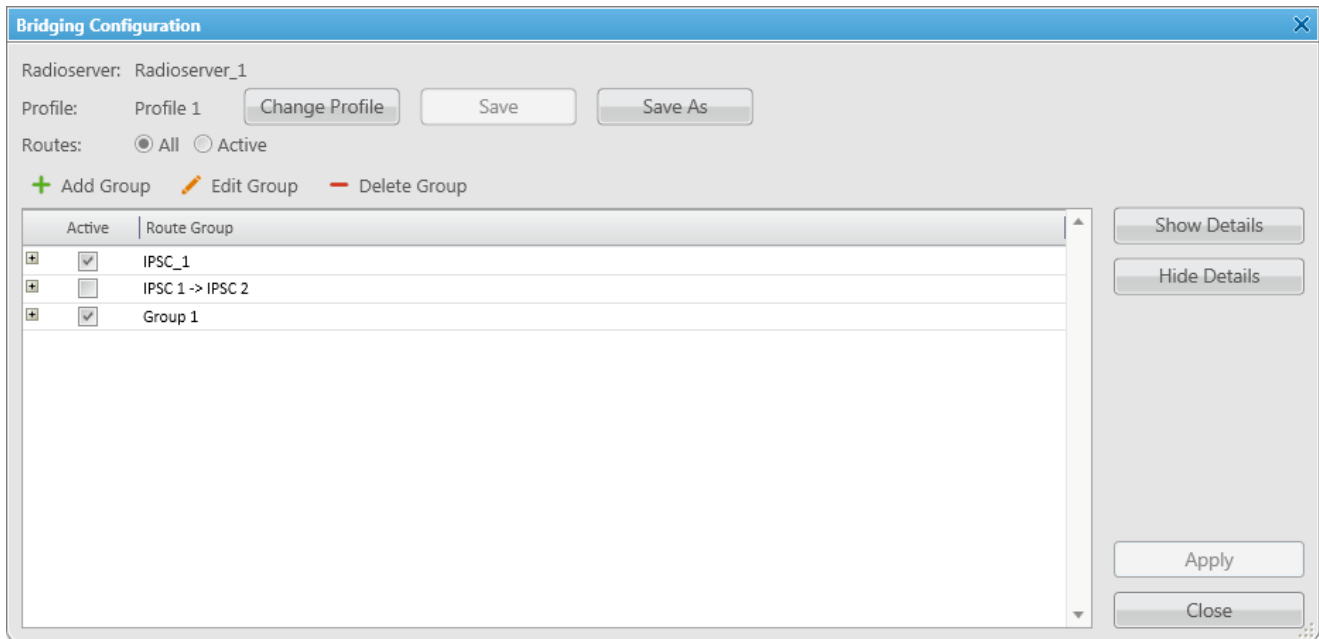 Bridging Configuration
Radioserver: Radioserver_1
Profile: Profile 1 Change Profile Save Save As
Routes: All Active
Add Group Edit Group Delete Group
Active Route Group Show Details
IPSC_1
Hide Details
IPSC 1 -> IPSC 2
Group 1
Apply
Close